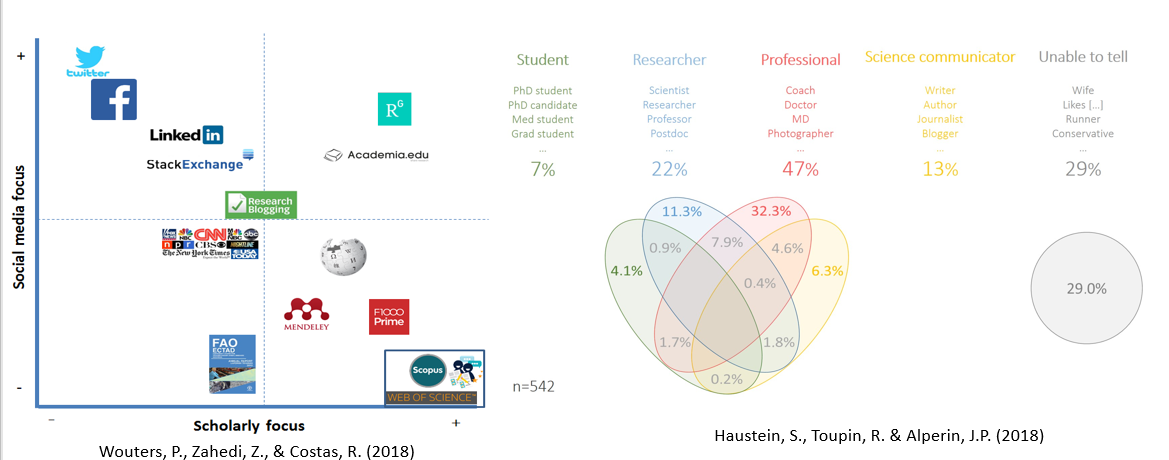 +
twitter
f
Linked in
StackExchange
RG
Academia.edu
Research
Blogging
Social media focus
CNN
NBC
abc
npr
CBS
The New York Times
USA
TODAY
W
MENDELEY
F1000
Prime
FAO
ECTAD
Scopus
WEB OF SCIENCE™
-
−
Scholarly focus
+
Wouters, P., Zahedi, Z., & Costas, R. (2018)
Student
PhD student
PhD candidate
Med student
Grad student
...
7%
Researcher
Scientist
Researcher
Professor
Postdoc
...
22%
Professional
Coach
Doctor
MD
Photographer
...
47%
Science communicator
Writer
Author
Journalist
Blogger
...
13%
Unable to tell
Wife
Likes [...]
Runner
Conservative
...
29%
11.3%
32.3%
0.9%
7.9%
4.6%
4.1%
6.3%
0.4%
1.7%
1.8%
0.2%
29.0%
n=542
Haustein, S., Toupin, R. & Alperin, J.P. (2018)